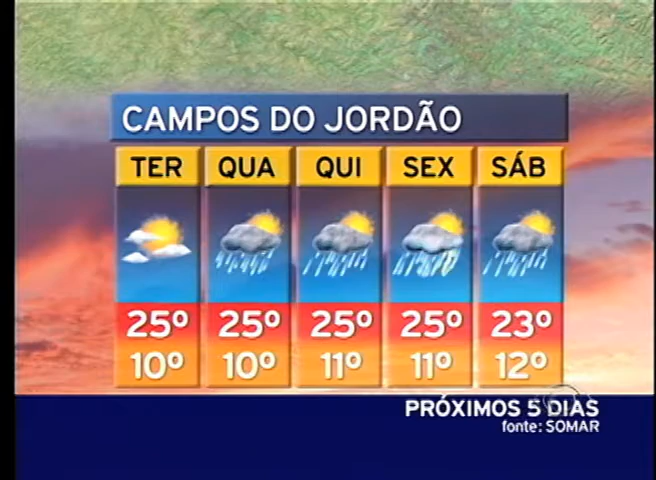 CAMPOS DO JORDÃO
TER QUA QUI SEX SÁB
25º 25º 25º 25º 23º
10º 10º 11º 11º 12º
PRÓXIMOS 5 DIAS
fonte: SOMAR